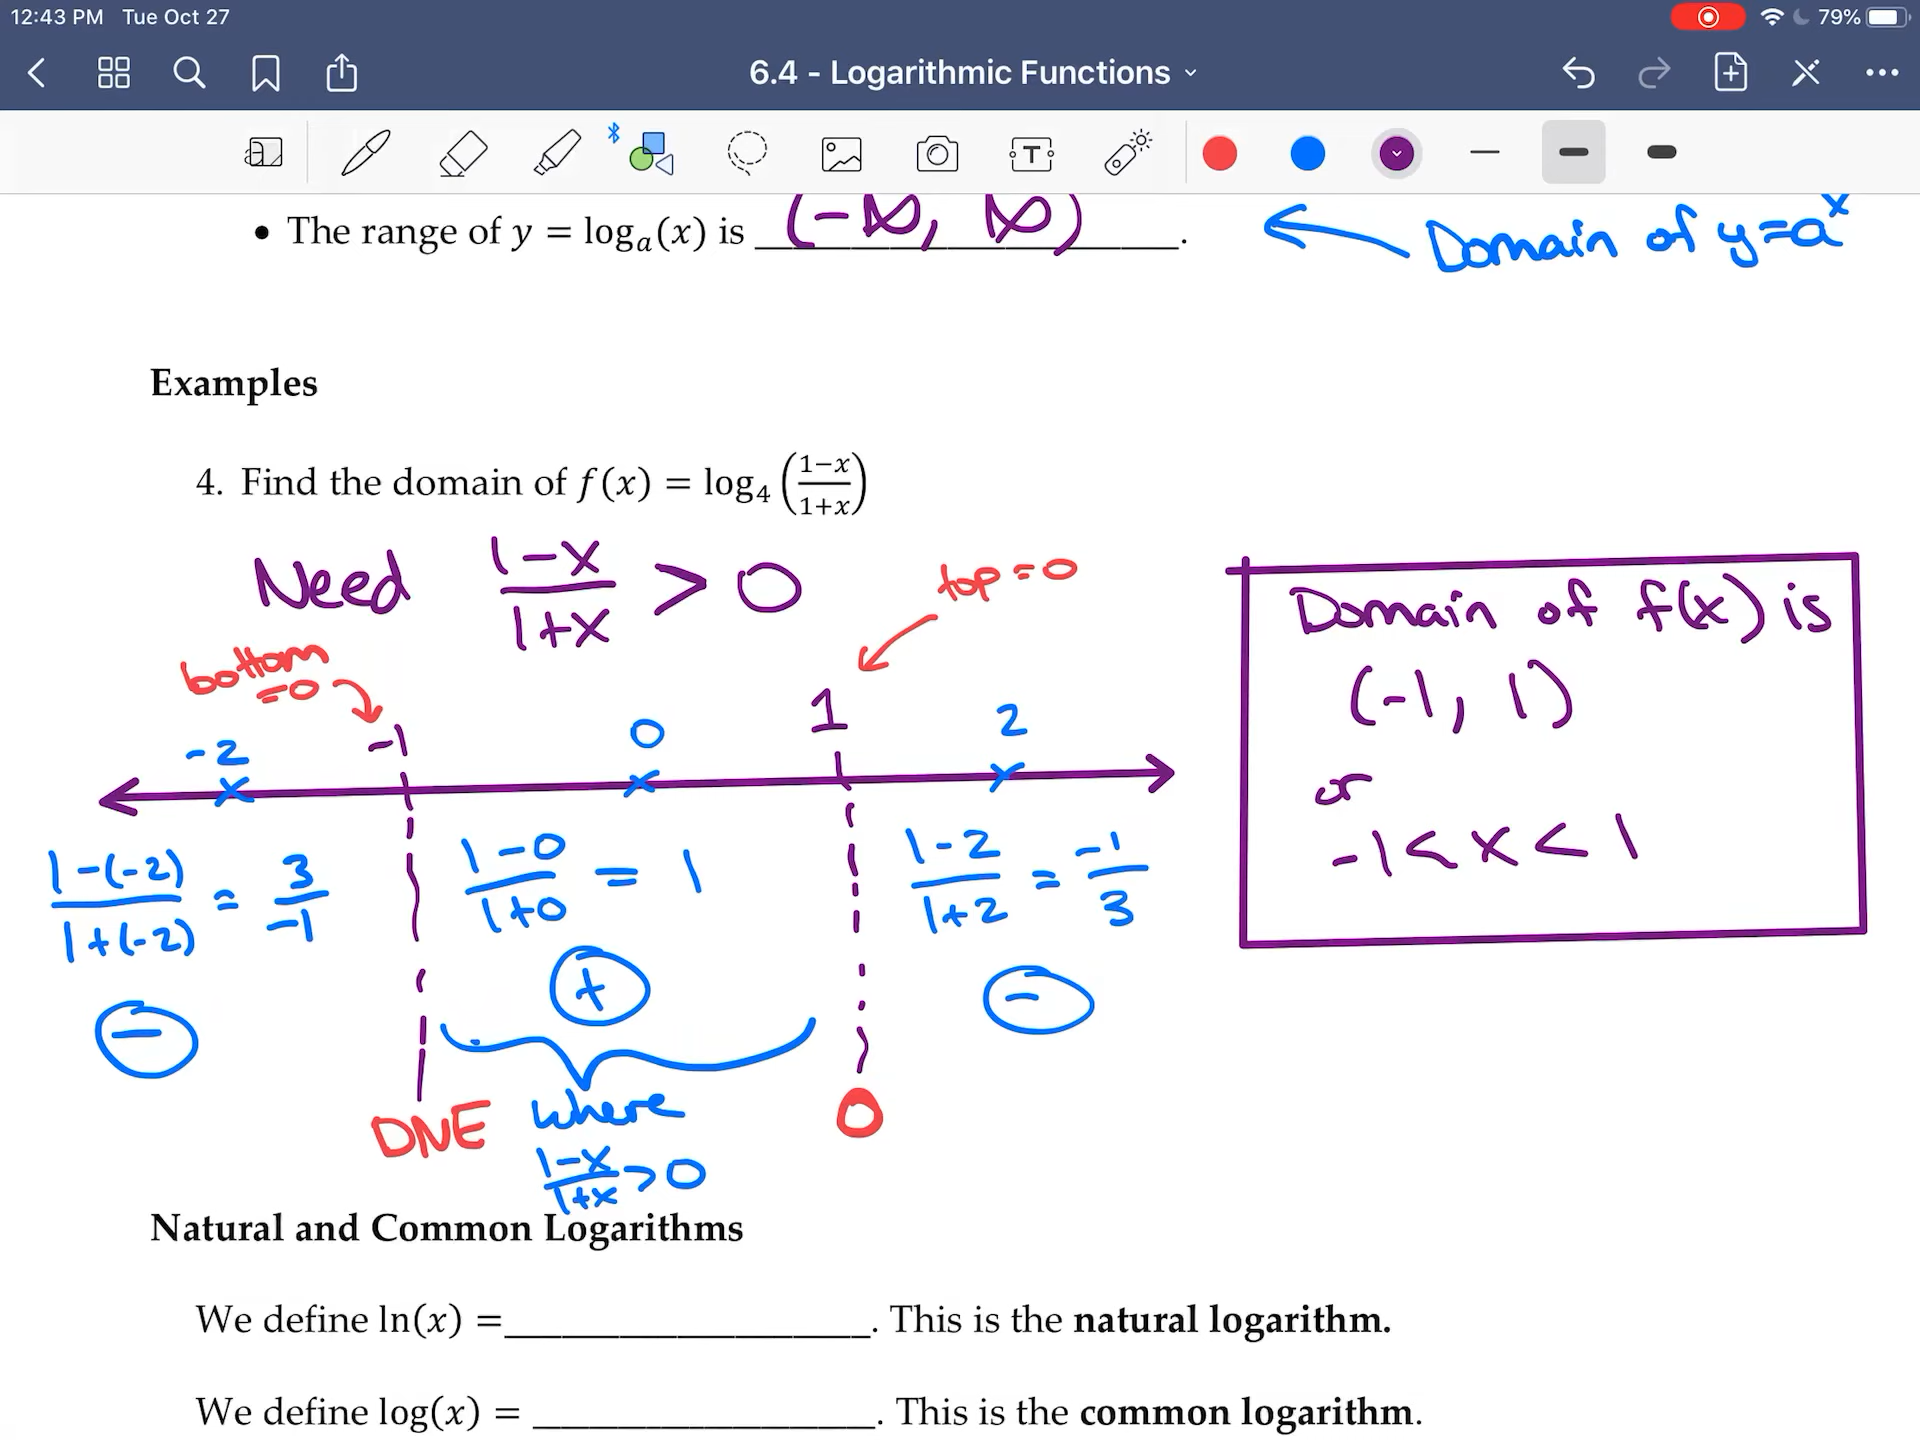 12:43 PM Tue Oct 27 79%
6.4 - Logarithmic Functions
• The range of y = logₐ(x) is (-∞, ∞). Domain of y=aˣ
Examples
4. Find the domain of f(x) = log₄((1−x)/(1+x))
Need (1-x)/(1+x) > 0
top = 0
bottom
=0
-2 -1 0 1 2
(1-(-2))/(1+(-2)) = 3/-1
(1-0)/(1+0) = 1
(1-2)/(1+2) = -1/3
− + −
DNE where 0
(1-x)/(1+x) > 0
Domain of f(x) is
(-1, 1)
or
-1 < x < 1
Natural and Common Logarithms
We define ln(x) =__________________. This is the natural logarithm.
We define log(x) = _________________. This is the common logarithm.